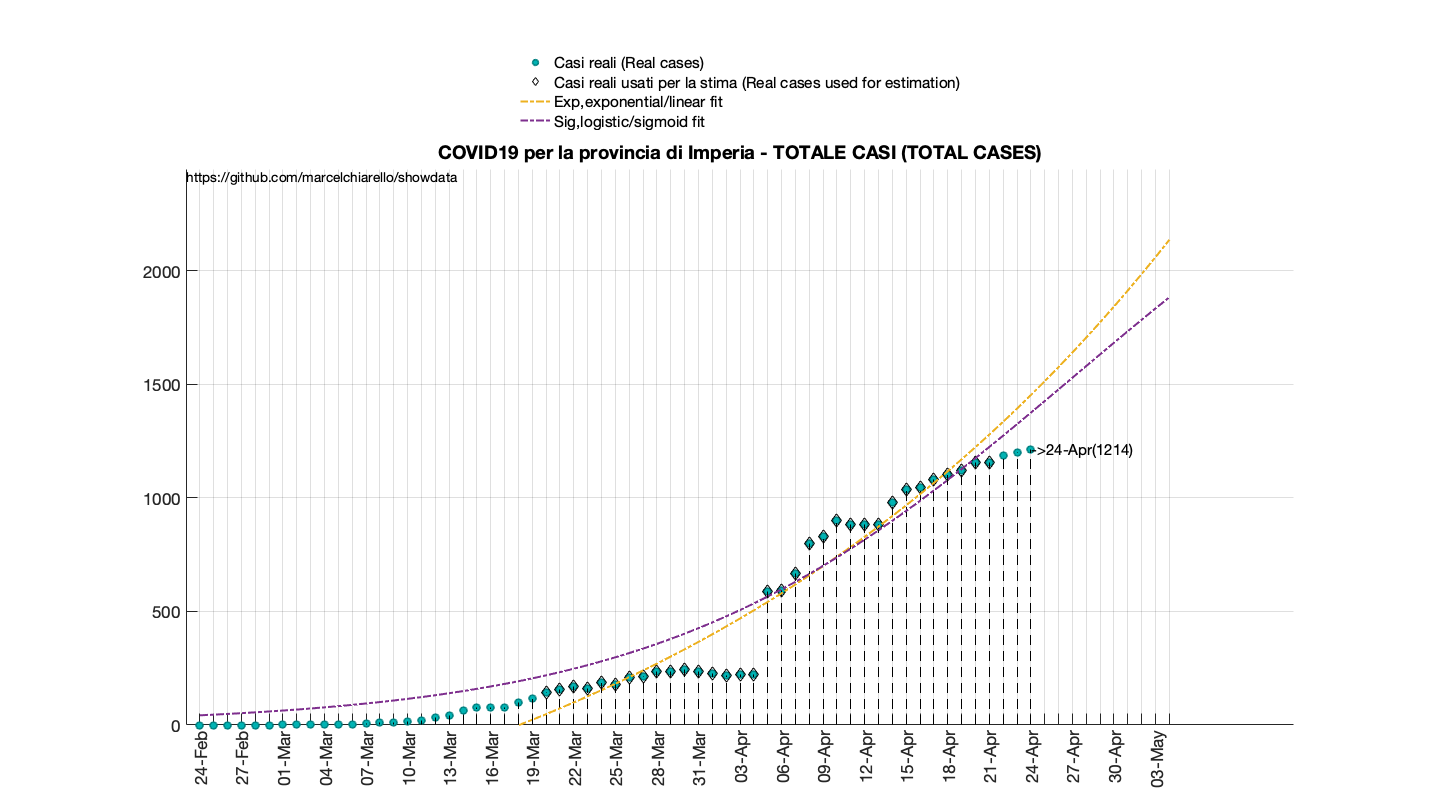 Casi reali (Real cases)
Casi reali usati per la stima (Real cases used for estimation)
Exp,exponential/linear fit
Sig,logistic/sigmoid fit
COVID19 per la provincia di Imperia - TOTALE CASI (TOTAL CASES)
https://github.com/marcelchiarello/showdata
2000
1500
1000
500
0
->24-Apr(1214)
24-Feb
27-Feb
01-Mar
04-Mar
07-Mar
10-Mar
13-Mar
16-Mar
19-Mar
22-Mar
25-Mar
28-Mar
31-Mar
03-Apr
06-Apr
09-Apr
12-Apr
15-Apr
18-Apr
21-Apr
24-Apr
27-Apr
30-Apr
03-May